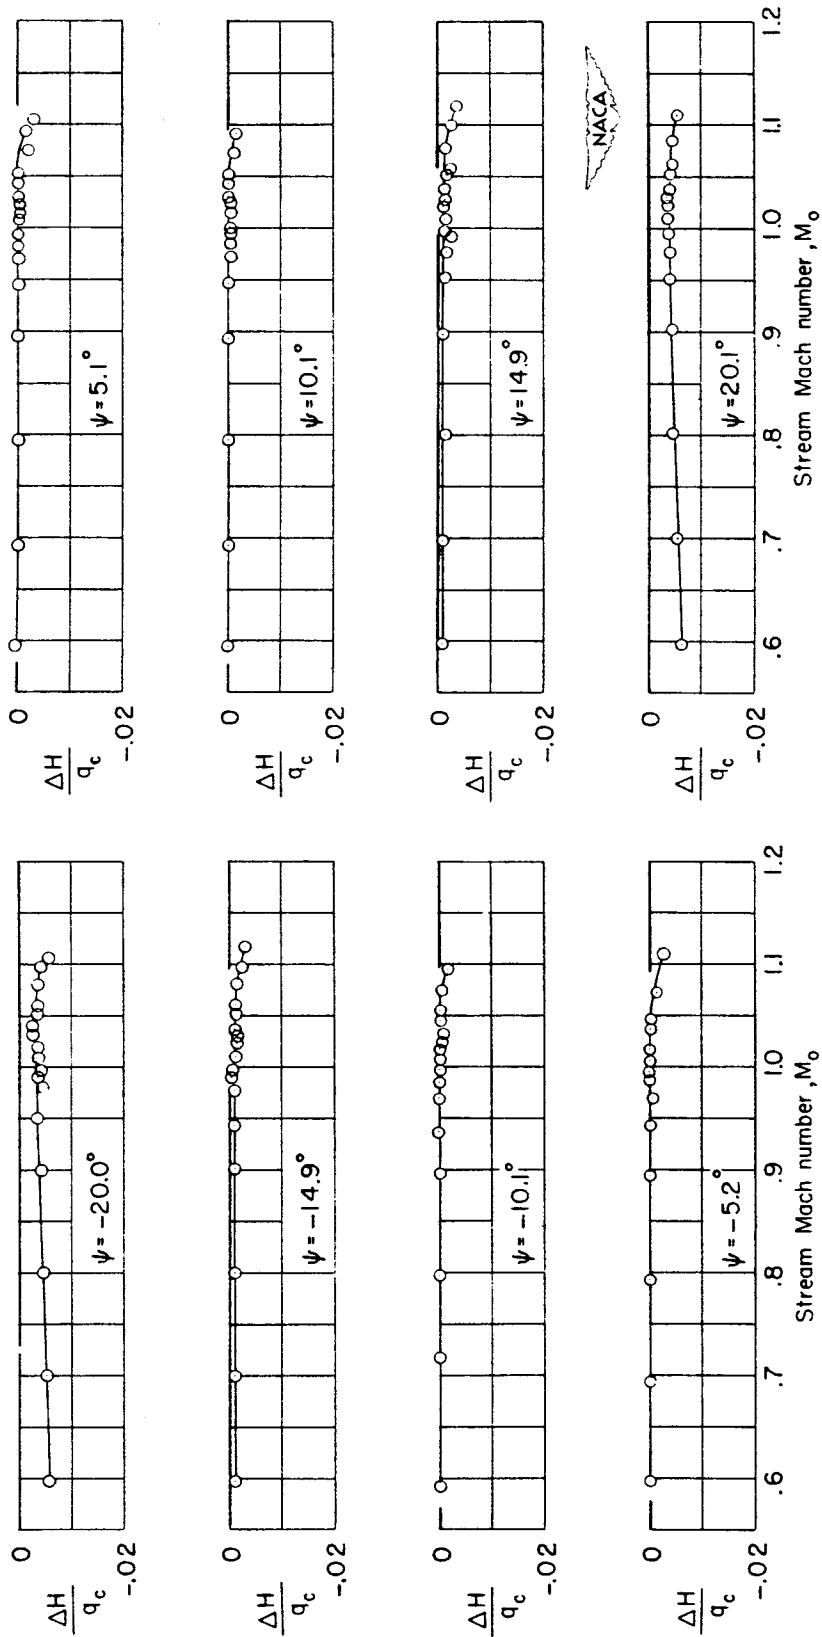 0
ΔH
q_c
-.02
ψ=-20.0°
0
ΔH
q_c
-.02
ψ=-14.9°
0
ΔH
q_c
-.02
ψ=-10.1°
0
ΔH
q_c
-.02
ψ=-5.2°
.6 .7 .8 .9 1.0 1.1 1.2
Stream Mach number, M_o
0
ΔH
q_c
-.02
ψ=5.1°
0
ΔH
q_c
-.02
ψ=10.1°
0
ΔH
q_c
-.02
ψ=14.9°
NACA
0
ΔH
q_c
-.02
ψ=20.1°
.6 .7 .8 .9 1.0 1.1 1.2
Stream Mach number, M_o